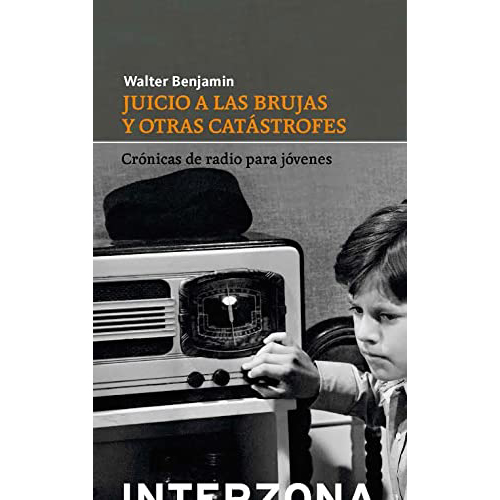 Walter Benjamin
JUICIO A LAS BRUJAS
Y OTRAS CATÁSTROFES
Crónicas de radio para jóvenes
INTERZONA